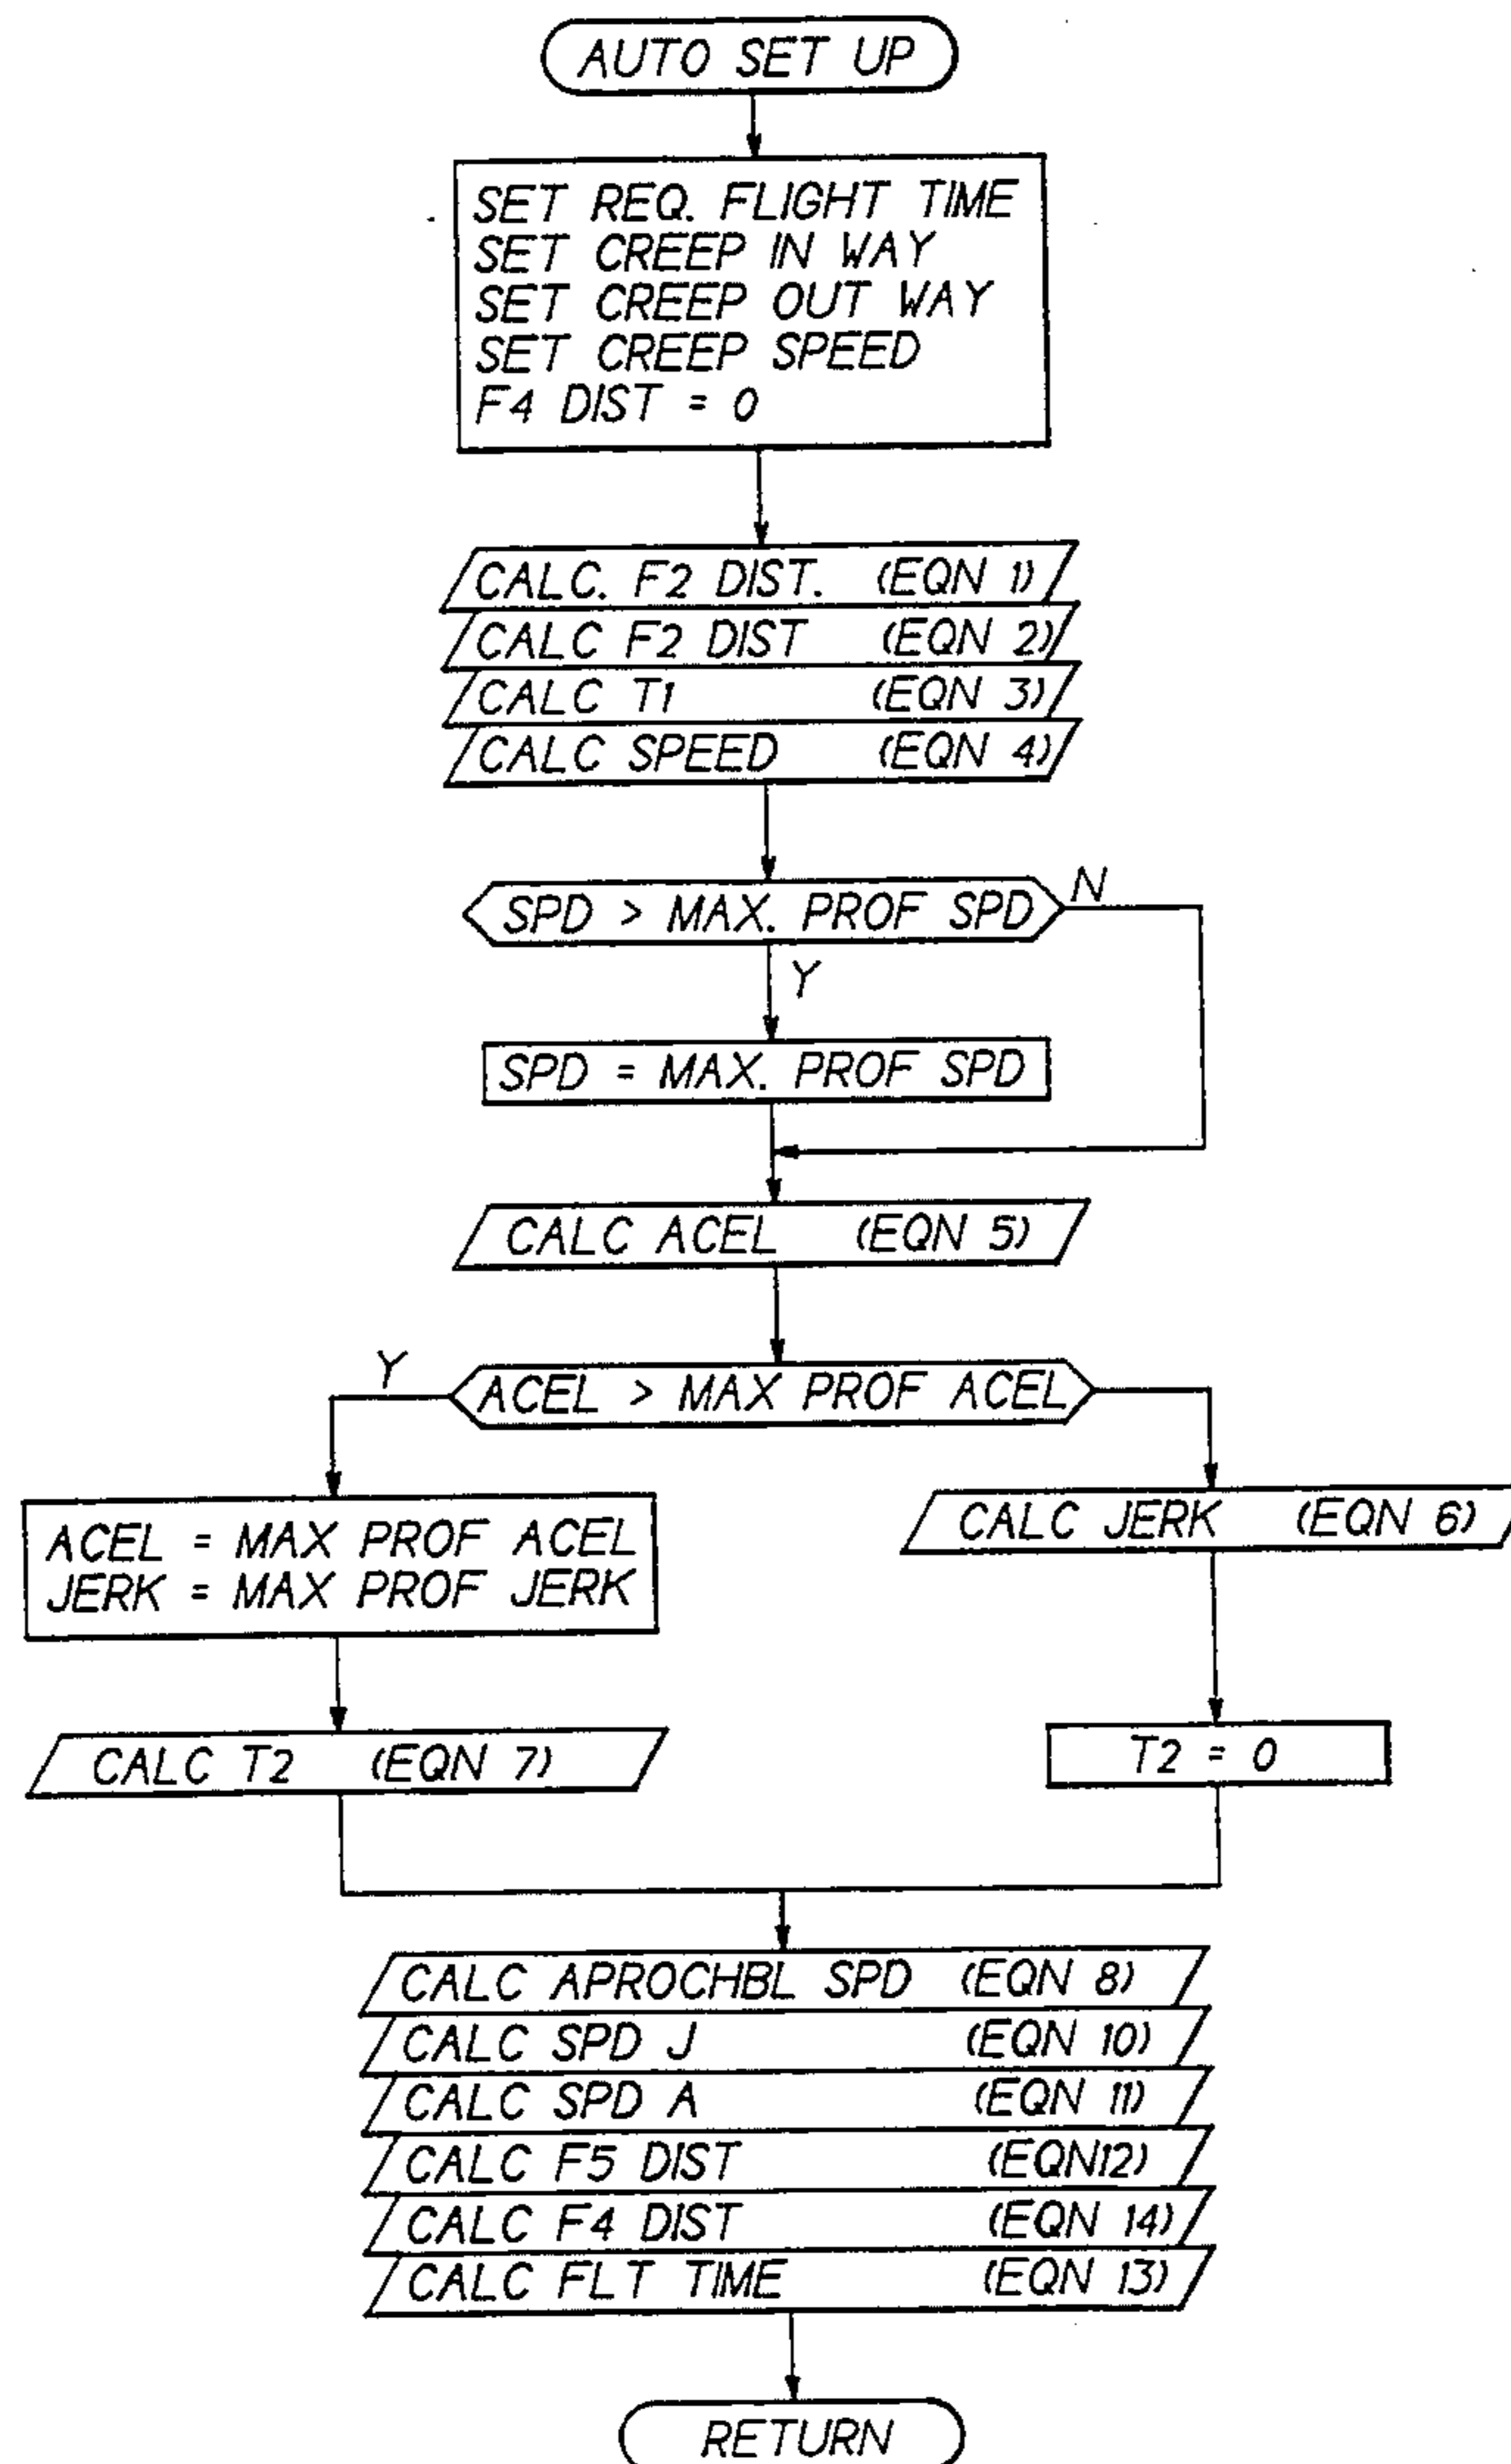 AUTO SET UP
SET REQ. FLIGHT TIME
SET CREEP IN WAY
SET CREEP OUT WAY
SET CREEP SPEED
F4 DIST = 0
CALC. F2 DIST. (EQN 1)
CALC F2 DIST (EQN 2)
CALC T1 (EQN 3)
CALC SPEED (EQN 4)
SPD > MAX. PROF SPD
N
Y
SPD = MAX. PROF SPD
CALC ACEL (EQN 5)
Y
ACEL > MAX PROF ACEL
ACEL = MAX PROF ACEL
JERK = MAX PROF JERK
CALC JERK (EQN 6)
CALC T2 (EQN 7)
T2 = 0
CALC APROCHBL SPD (EQN 8)
CALC SPD J (EQN 10)
CALC SPD A (EQN 11)
CALC F5 DIST (EQN12)
CALC F4 DIST (EQN 14)
CALC FLT TIME (EQN 13)
RETURN